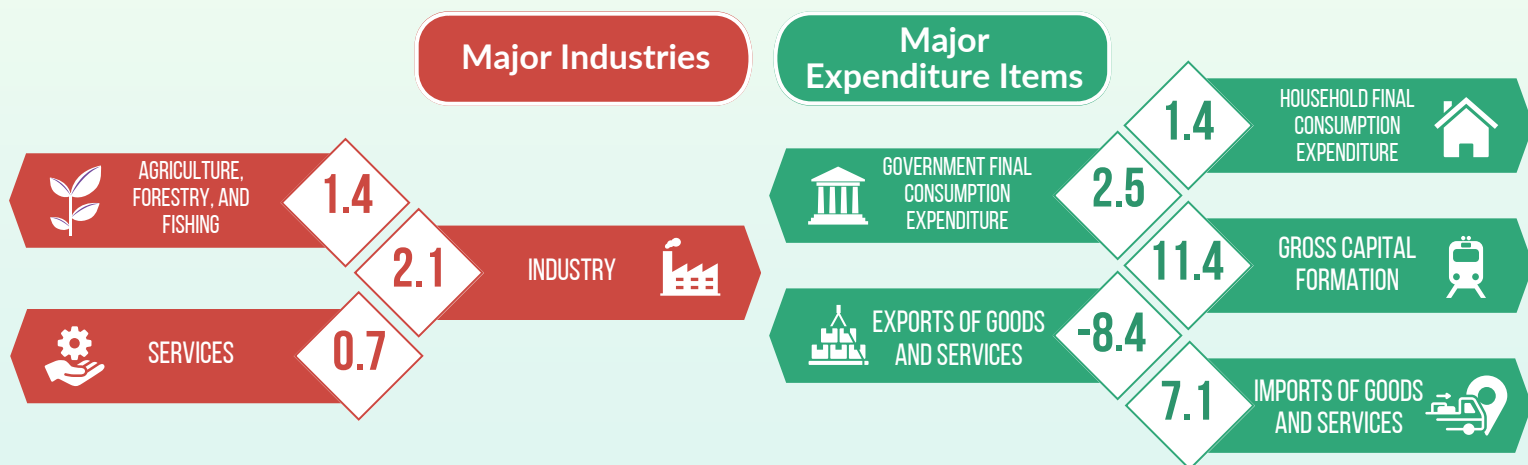 Major Industries
AGRICULTURE,
FORESTRY, AND
FISHING
1.4
2.1
INDUSTRY
SERVICES
0.7
Major
Expenditure Items
1.4
HOUSEHOLD FINAL
CONSUMPTION
EXPENDITURE
GOVERNMENT FINAL
CONSUMPTION
EXPENDITURE
2.5
11.4
GROSS CAPITAL
FORMATION
EXPORTS OF GOODS
AND SERVICES
-8.4
7.1
IMPORTS OF GOODS
AND SERVICES